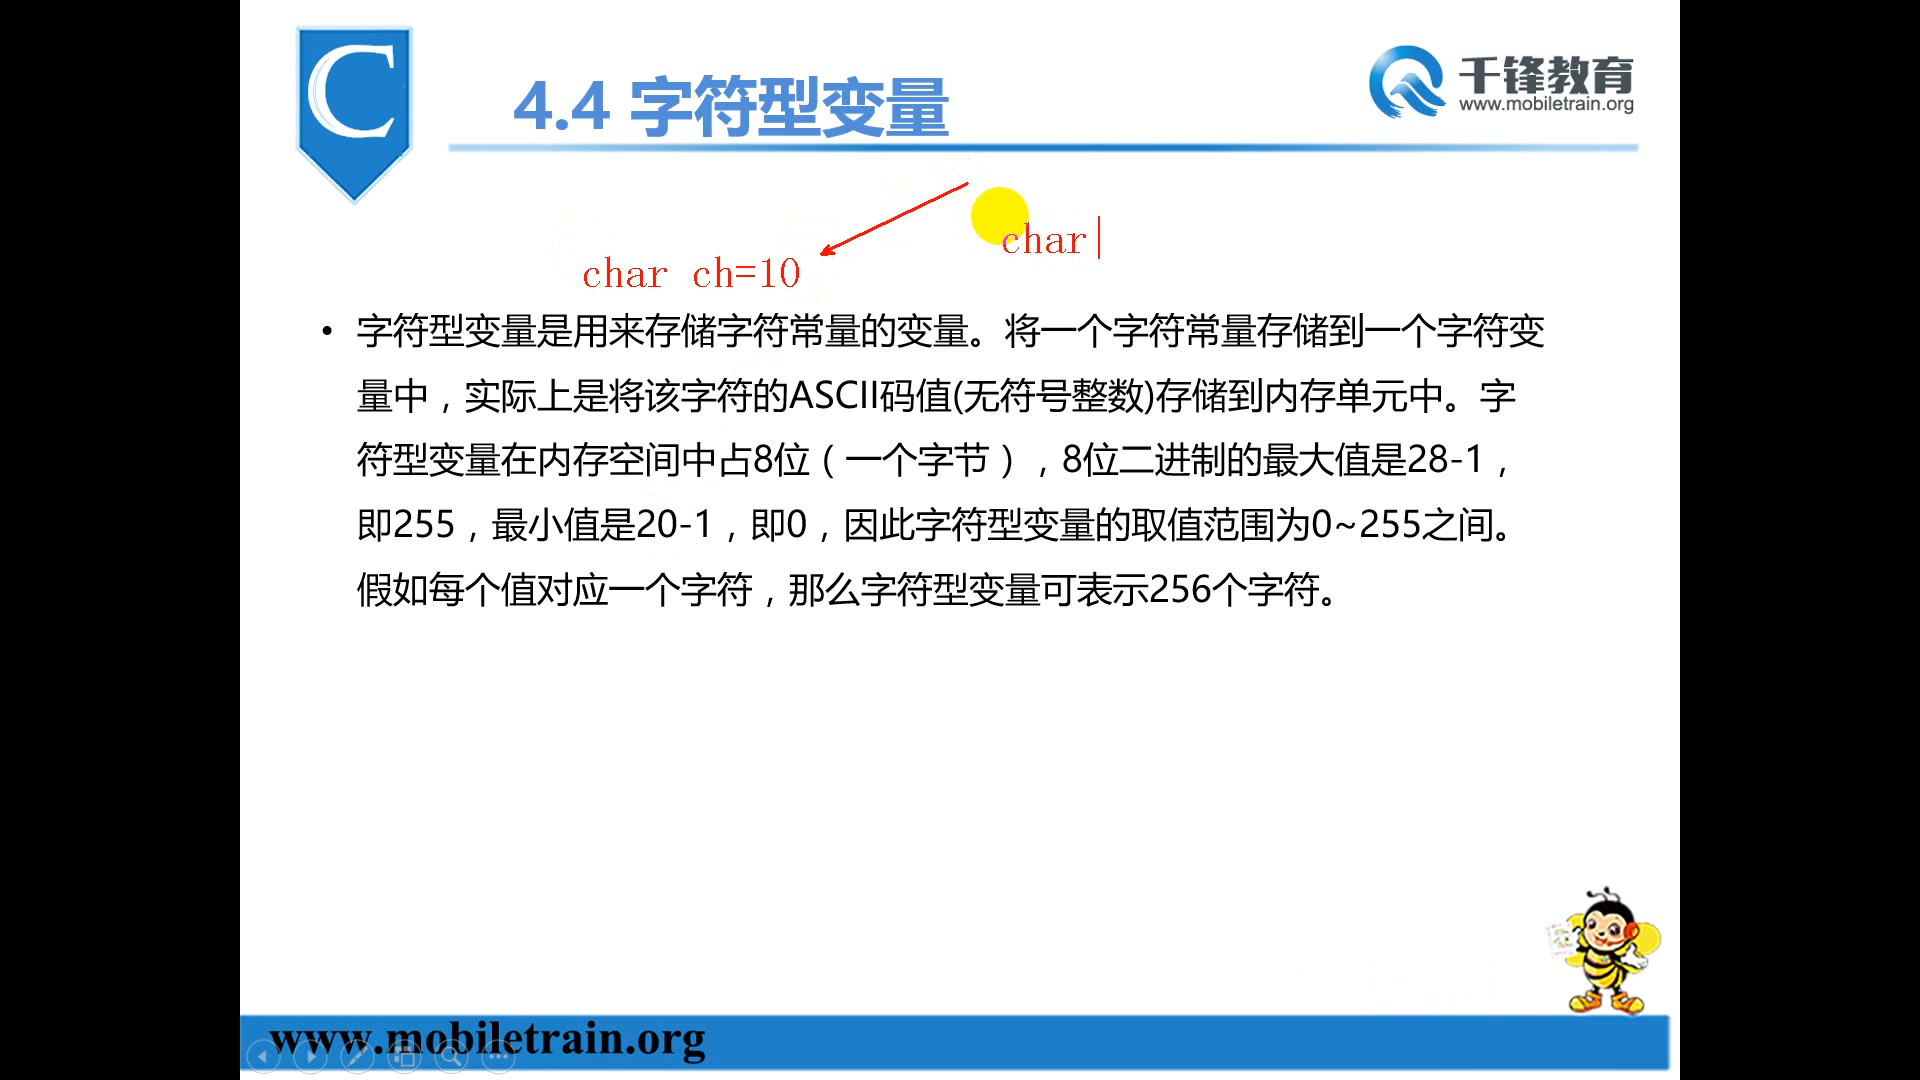 C
4.4 字符型变量
千锋教育
www.mobiletrain.org
char
char ch=10
• 字符型变量是用来存储字符常量的变量。将一个字符常量存储到一个字符变
量中，实际上是将该字符的ASCII码值(无符号整数)存储到内存单元中。字
符型变量在内存空间中占8位（一个字节），8位二进制的最大值是28-1，
即255，最小值是20-1，即0，因此字符型变量的取值范围为0~255之间。
假如每个值对应一个字符，那么字符型变量可表示256个字符。
www.mobiletrain.org